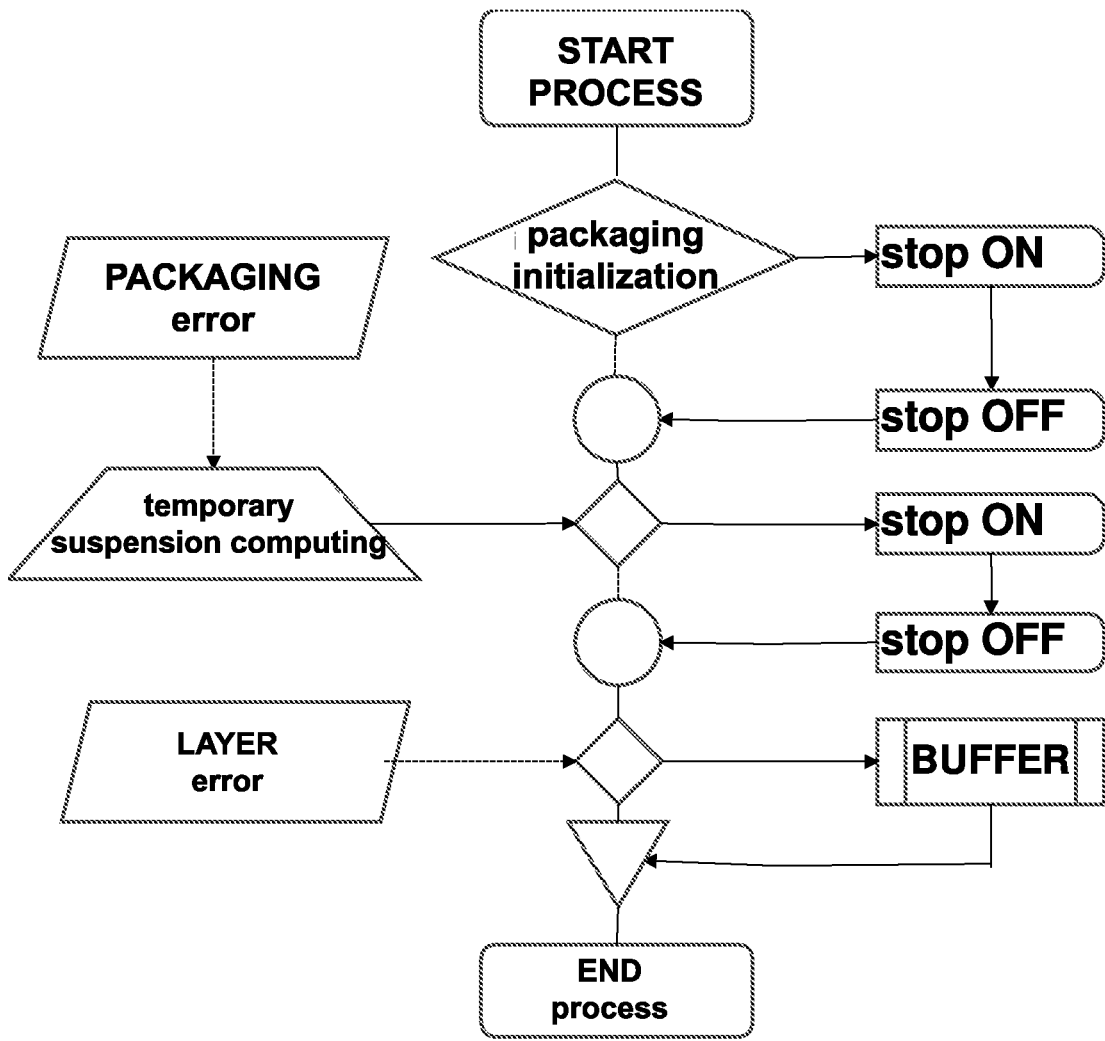 START
PROCESS
packaging
initialization
stop ON
PACKAGING
error
stop OFF
temporary
suspension computing
stop ON
stop OFF
LAYER
error
BUFFER
END
process